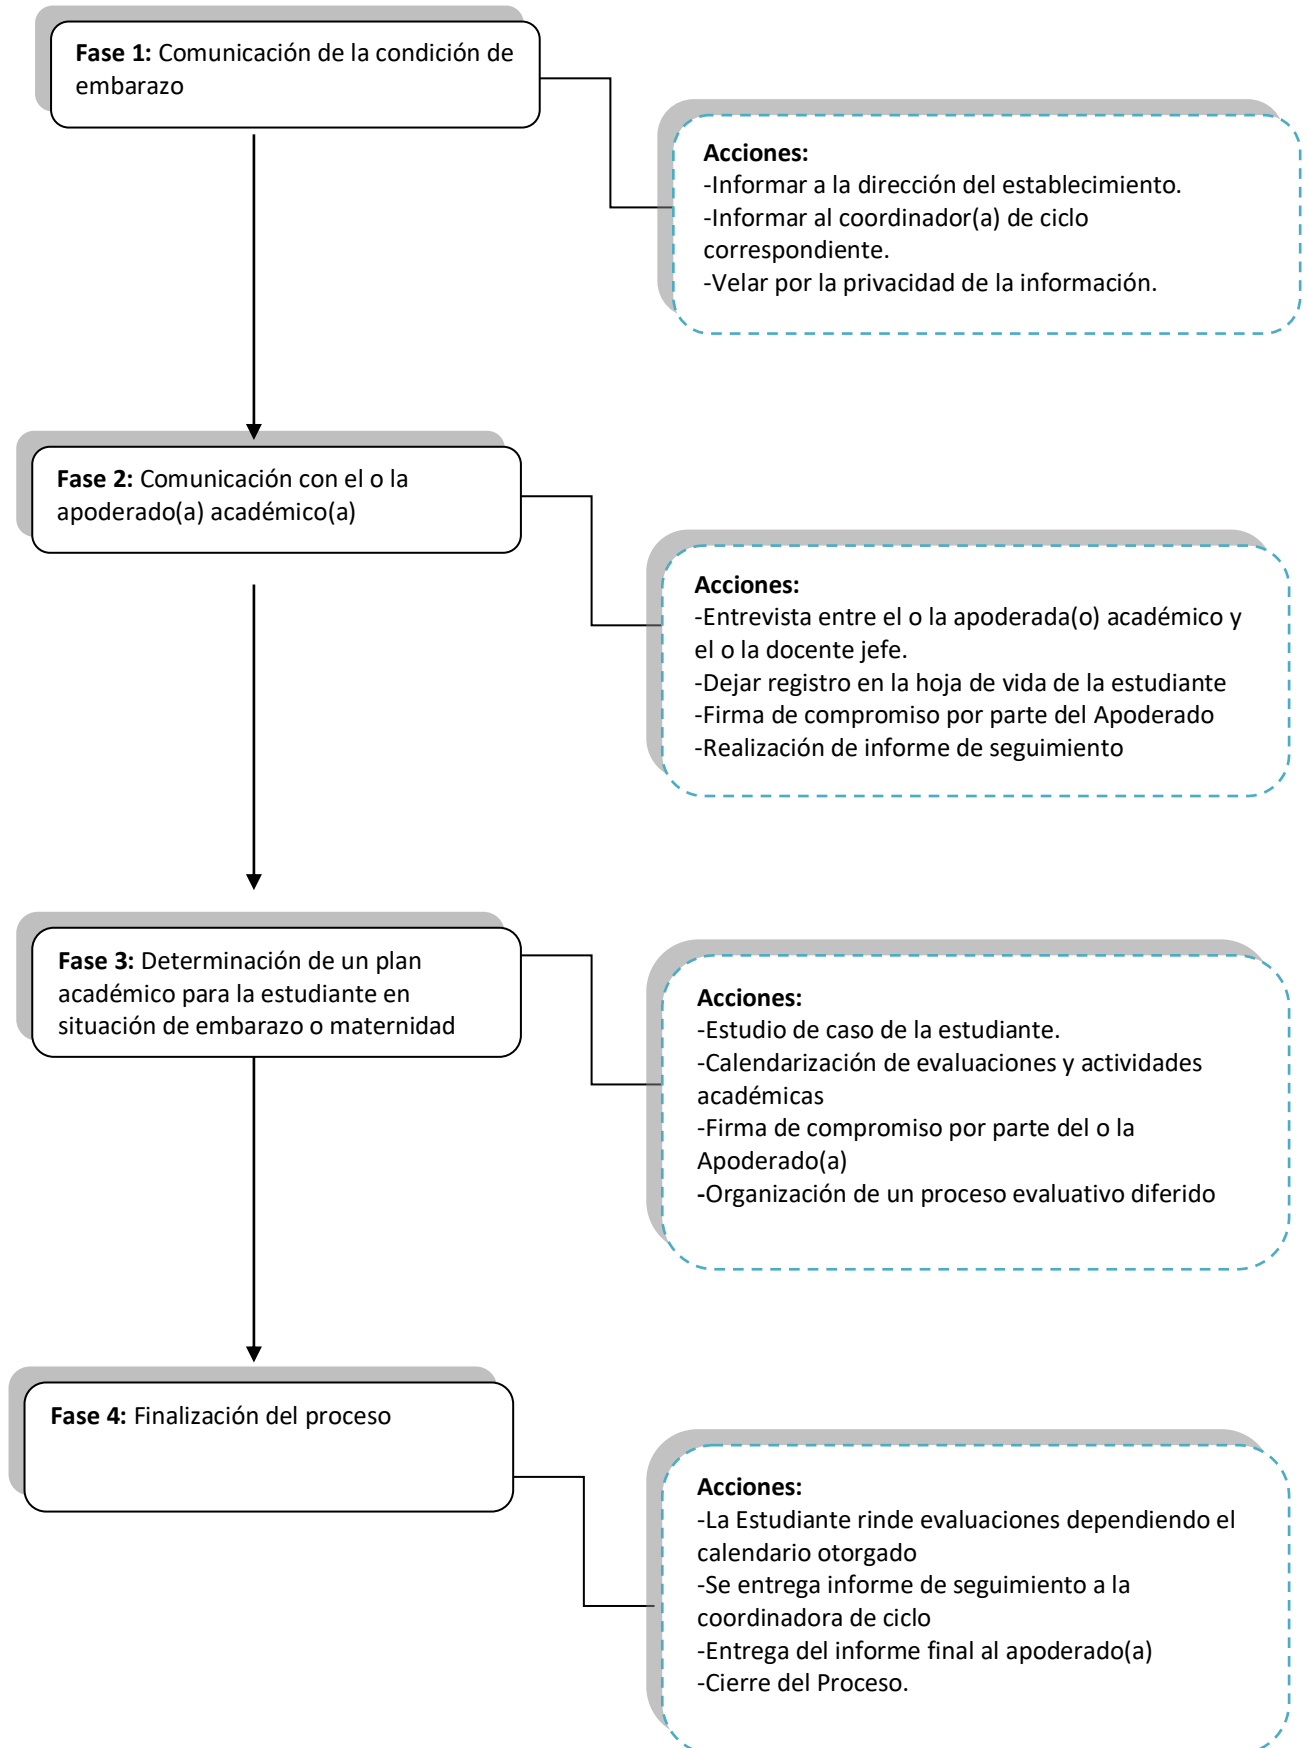 Fase 1: Comunicación de la condición de
embarazo
Acciones:
-Informar a la dirección del establecimiento.
-Informar al coordinador(a) de ciclo
correspondiente.
-Velar por la privacidad de la información.
Fase 2: Comunicación con el o la
apoderado(a) académico(a)
Acciones:
-Entrevista entre el o la apoderada(o) académico y
el o la docente jefe.
-Dejar registro en la hoja de vida de la estudiante
-Firma de compromiso por parte del Apoderado
-Realización de informe de seguimiento
Fase 3: Determinación de un plan
académico para la estudiante en
situación de embarazo o maternidad
Acciones:
-Estudio de caso de la estudiante.
-Calendarización de evaluaciones y actividades
académicas
-Firma de compromiso por parte del o la
Apoderado(a)
-Organización de un proceso evaluativo diferido
Fase 4: Finalización del proceso
Acciones:
-La Estudiante rinde evaluaciones dependiendo el
calendario otorgado
-Se entrega informe de seguimiento a la
coordinadora de ciclo
-Entrega del informe final al apoderado(a)
-Cierre del Proceso.